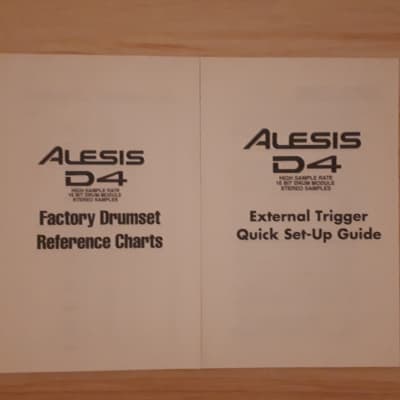 ALESIS
D4
HIGH SAMPLE RATE
16 BIT DRUM MODULE
STEREO SAMPLES
Factory Drumset
Reference Charts
ALESIS
D4
HIGH SAMPLE RATE
16 BIT DRUM MODULE
STEREO SAMPLES
External Trigger
Quick Set-Up Guide